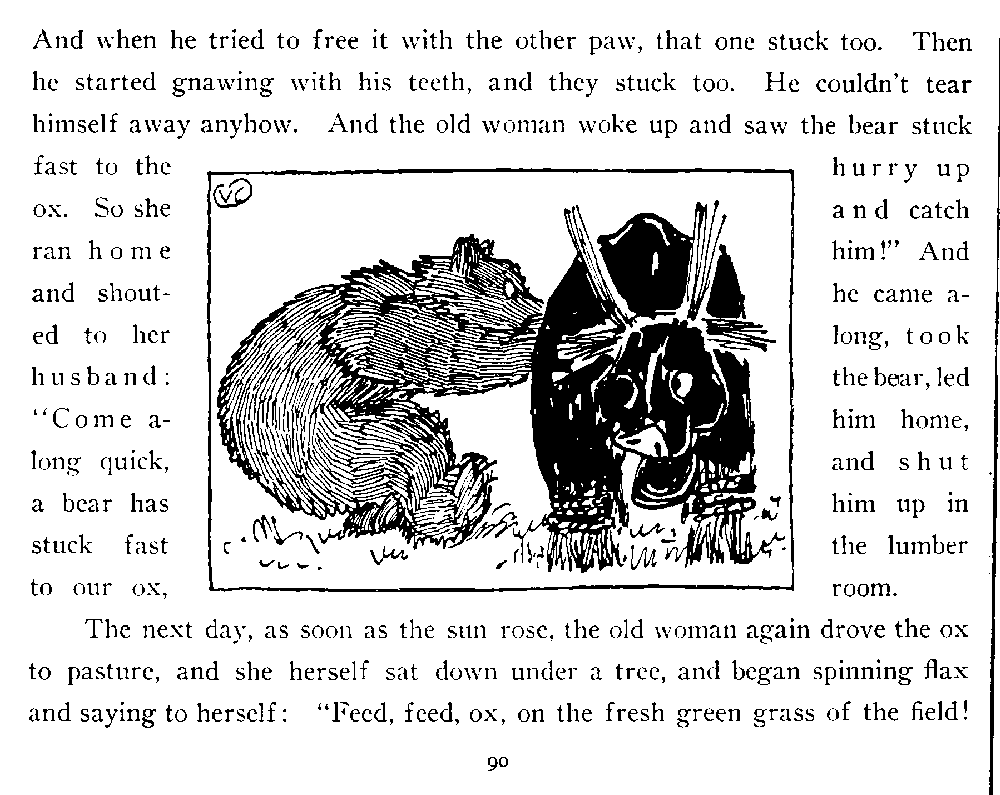 And when he tried to free it with the other paw, that one stuck too. Then
he started gnawing with his teeth, and they stuck too. He couldn't tear
himself away anyhow. And the old woman woke up and saw the bear stuck
fast to the
ox. So she
ran home
and shout-
ed to her
husband:
"Come a-
long quick,
a bear has
stuck fast
to our ox,
hurry up
and catch
him!" And
he came a-
long, took
the bear, led
him home,
and shut
him up in
the lumber
room.
VC
The next day, as soon as the sun rose, the old woman again drove the ox
to pasture, and she herself sat down under a tree, and began spinning flax
and saying to herself: "Feed, feed, ox, on the fresh green grass of the field!
90